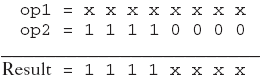 op1 = x x x x x x x x
op2 = 1 1 1 1 0 0 0 0
Result = 1 1 1 1 x x x x